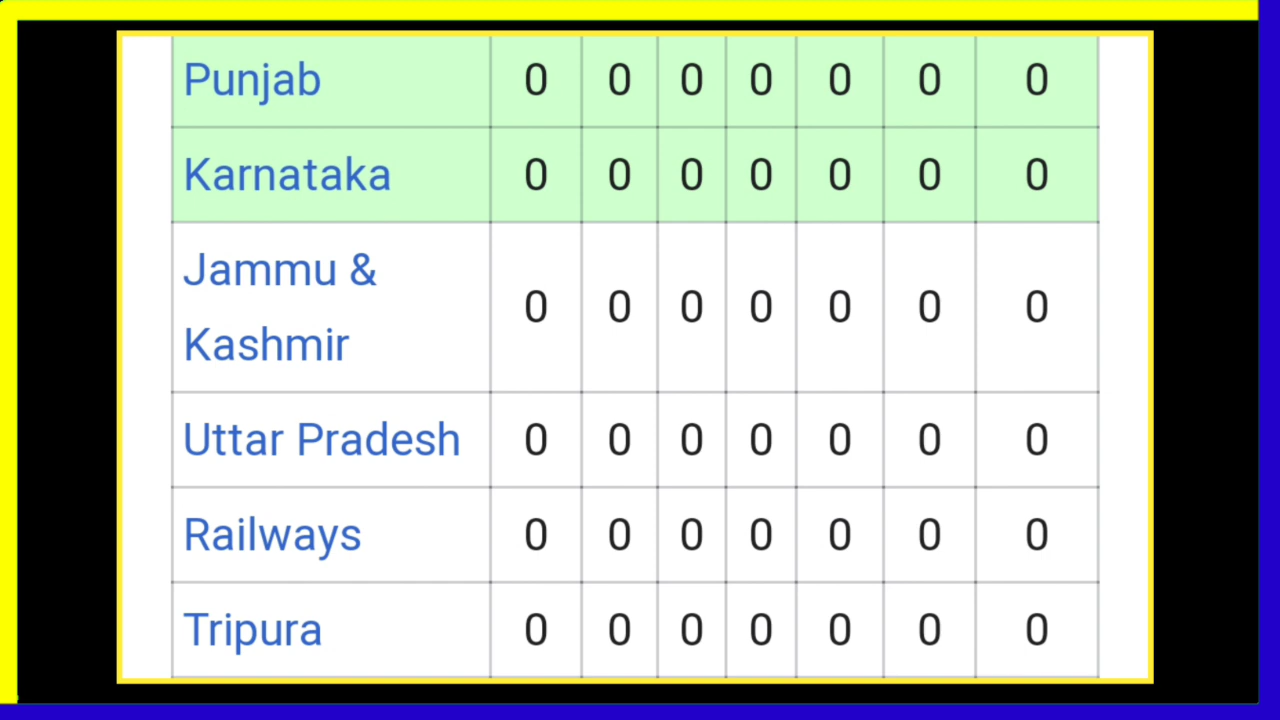 Punjab 0 0 0 0 0 0 0
Karnataka 0 0 0 0 0 0 0
Jammu &
Kashmir 0 0 0 0 0 0 0
Uttar Pradesh 0 0 0 0 0 0 0
Railways 0 0 0 0 0 0 0
Tripura 0 0 0 0 0 0 0